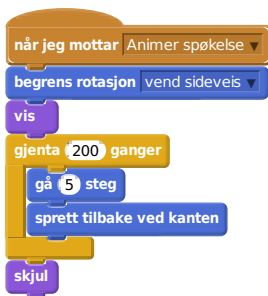 når jeg mottar Animer spøkelse
begrens rotasjon vend sideveis
vis
gjenta 200 ganger
gå 5 steg
sprett tilbake ved kanten
skjul